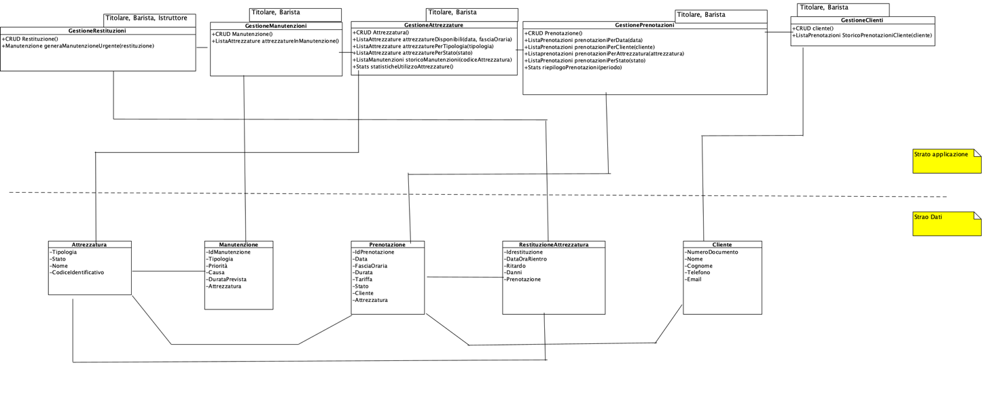 Titolare, Barista, Istruttore
GestioneRestituzioni
+CRUD Restituzione()
+Manutenzione generaManutenzioneUrgente(restituzione)
Titolare, Barista
GestioneManutenzioni
+CRUD Manutenzione()
+ListaAttrezzature attrezzatureInManutenzione()
Titolare, Barista
GestioneAttrezzature
+CRUD Attrezzatura()
+ListaAttrezzature attrezzatureDisponibili(data, fasciaOraria)
+ListaAttrezzature attrezzaturePerTipologia(tipologia)
+ListaAttrezzature attrezzaturePerStato(stato)
+ListaManutenzioni storicoManutenzioni(codiceAttrezzatura)
+Stats statisticheUtilizzoAttrezzature()
Titolare, Barista
GestionePrenotazioni
+CRUD Prenotazione()
+ListaPrenotazioni prenotazioniPerData(data)
+ListaPrenotazioni prenotazioniPerCliente(cliente)
+Listaprenotazioni prenotazioniPerAttrezzatura(attrezzatura)
+ListaPrenotazioni prenotazioniPerStato(stato)
+Stats riepilogoPrenotazioni(periodo)
Titolare, Barista
GestioneClienti
+CRUD cliente()
+ListaPrenotazioni StoricoPrenotazioniCliente(cliente)
Strato applicazione
Strao Dati
Attrezzatura
-Tipologia
-Stato
-Nome
-CodiceIdentificativo
Manutenzione
-IdManutenzione
-Tipologia
-Priorità
-Causa
-DurataPrevista
-Attrezzatura
Prenotazione
-IdPrenotazione
-Data
-FasciaOraria
-Durata
-Tariffa
-Stato
-Cliente
-Attrezzatura
RestituzioneAttrezzatura
-Idrestituzione
-DataOraRientro
-Ritardo
-Danni
-Prenotazione
Cliente
-NumeroDocumento
-Nome
-Cognome
-Telefono
-Email